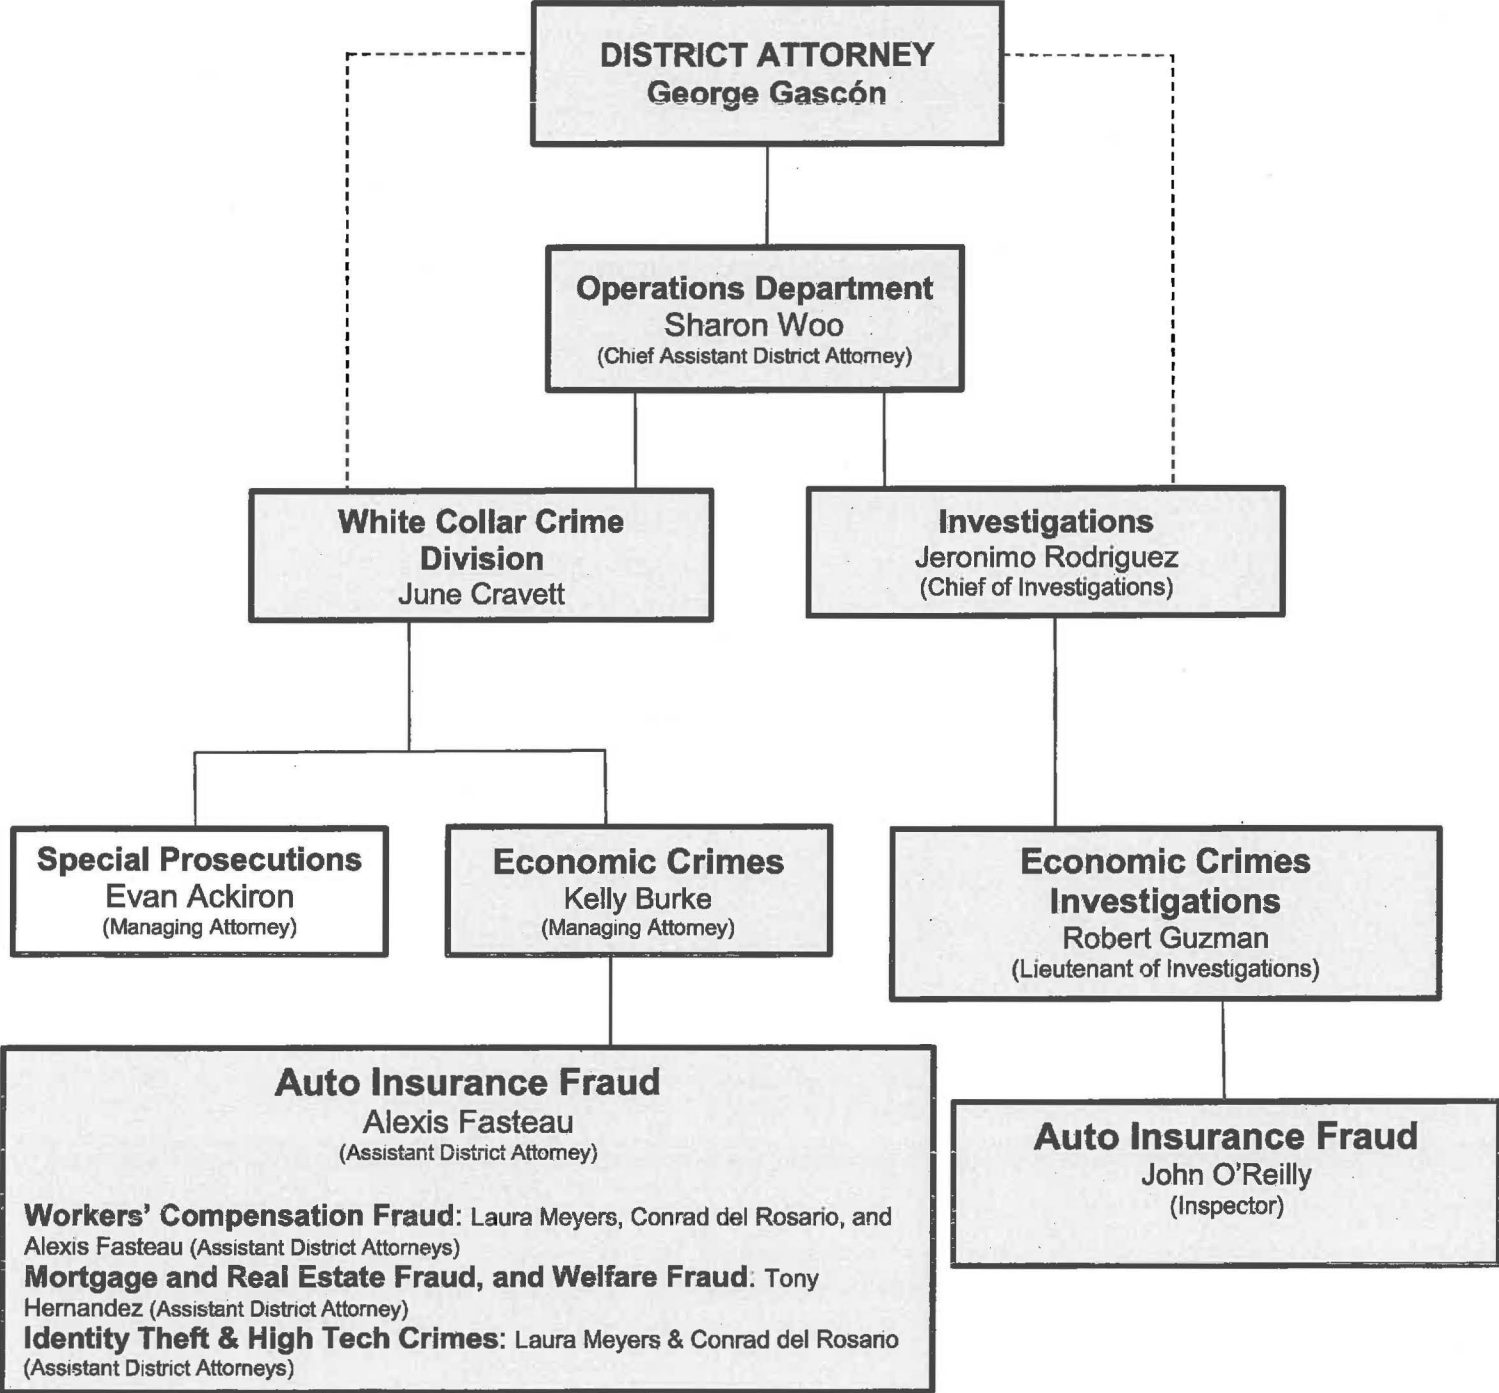 DISTRICT ATTORNEY
George Gascón
Operations Department
Sharon Woo
(Chief Assistant District Attorney)
White Collar Crime
Division
June Cravett
Investigations
Jeronimo Rodriguez
(Chief of Investigations)
Special Prosecutions
Evan Ackiron
(Managing Attorney)
Economic Crimes
Kelly Burke
(Managing Attorney)
Economic Crimes
Investigations
Robert Guzman
(Lieutenant of Investigations)
Auto Insurance Fraud
Alexis Fasteau
(Assistant District Attorney)
Workers' Compensation Fraud: Laura Meyers, Conrad del Rosario, and
Alexis Fasteau (Assistant District Attorneys)
Mortgage and Real Estate Fraud, and Welfare Fraud: Tony
Hernandez (Assistant District Attorney)
Identity Theft & High Tech Crimes: Laura Meyers & Conrad del Rosario
(Assistant District Attorneys)
Auto Insurance Fraud
John O'Reilly
(Inspector)